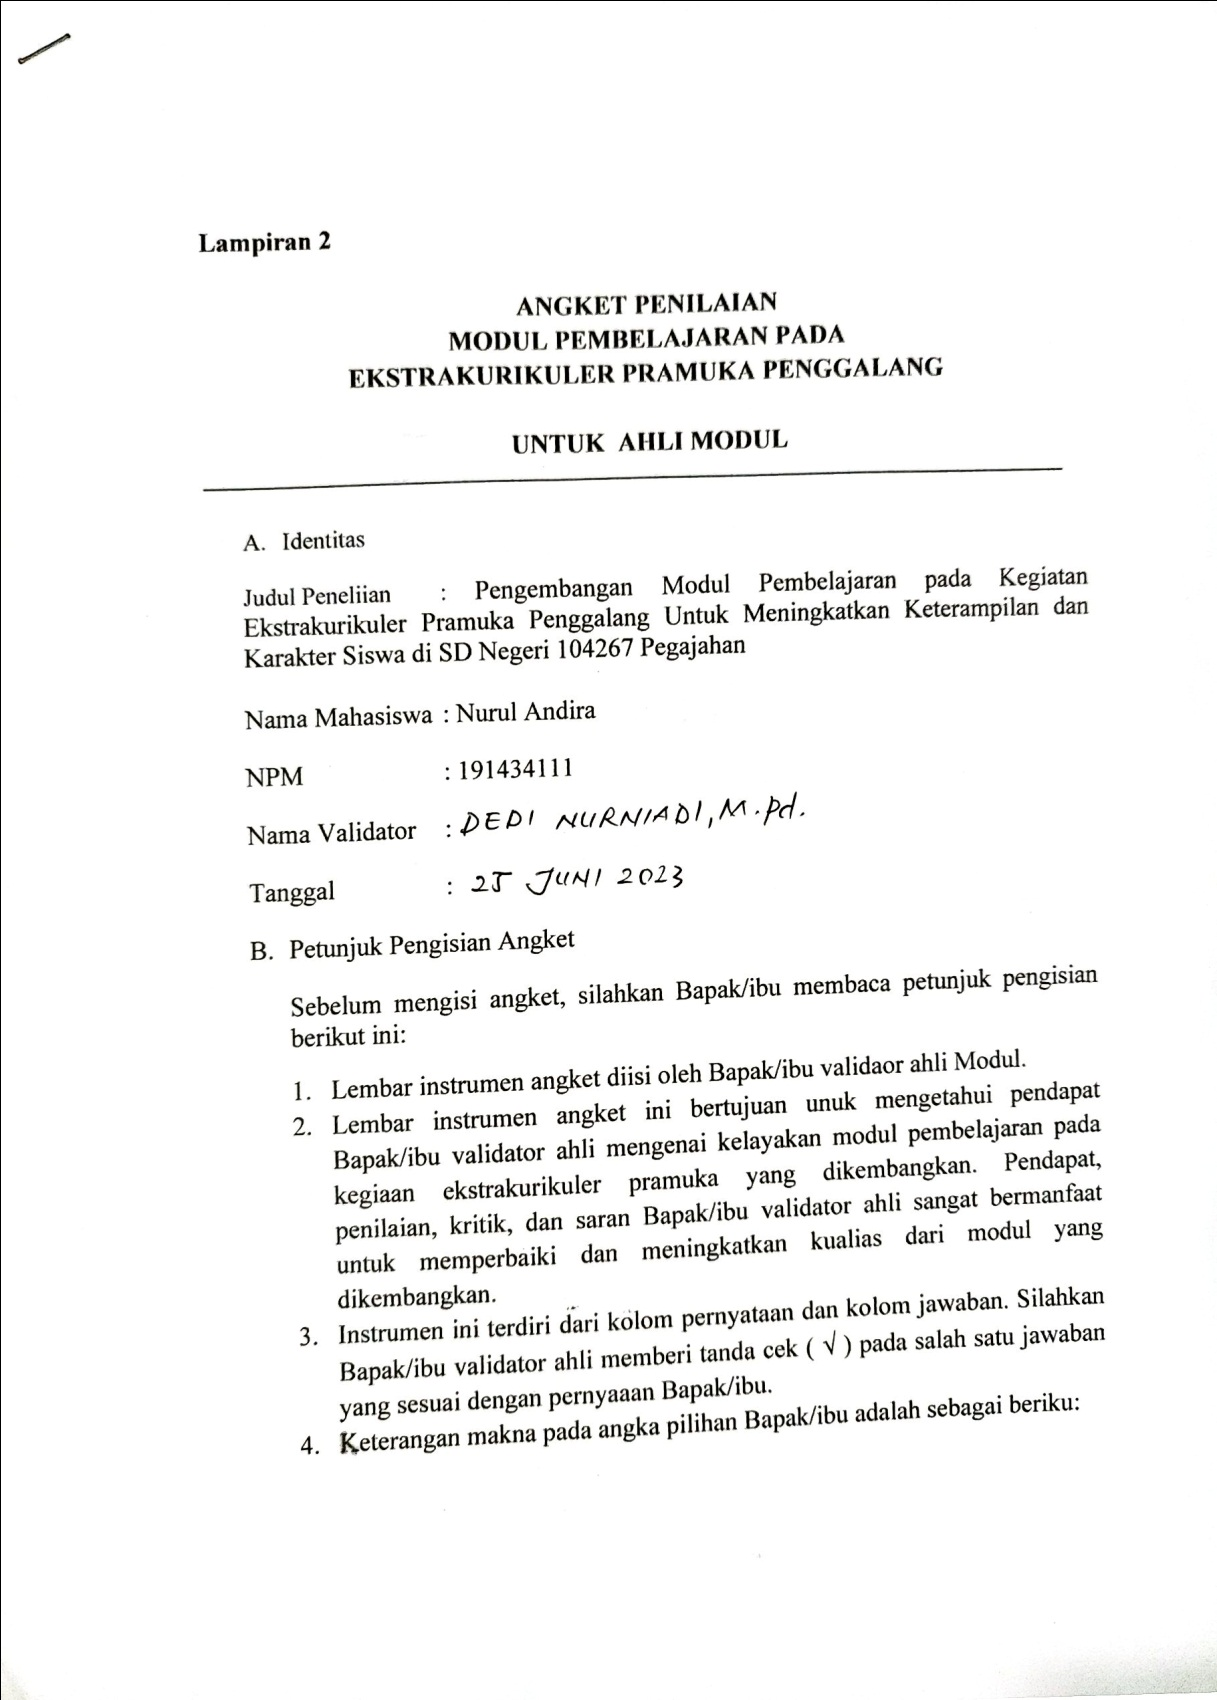 Lampiran 2
ANGKET PENILAIAN
MODUL PEMBELAJARAN PADA
EKSTRAKURIKULER PRAMUKA PENGGALANG
UNTUK AHLI MODUL
A. Identitas
Judul Peneliian : Pengembangan Modul Pembelajaran pada Kegiatan
Ekstrakurikuler Pramuka Penggalang Untuk Meningkatkan Keterampilan dan
Karakter Siswa di SD Negeri 104267 Pegajahan
Nama Mahasiswa : Nurul Andira
NPM : 191434111
Nama Validator : DEDI NURNIADI, M.Pd.
Tanggal : 25 JUNI 2023
B. Petunjuk Pengisian Angket
Sebelum mengisi angket, silahkan Bapak/ibu membaca petunjuk pengisian
berikut ini:
1. Lembar instrumen angket diisi oleh Bapak/ibu validaor ahli Modul.
2. Lembar instrumen angket ini bertujuan unuk mengetahui pendapat
Bapak/ibu validator ahli mengenai kelayakan modul pembelajaran pada
kegiaan ekstrakurikuler pramuka yang dikembangkan. Pendapat,
penilaian, kritik, dan saran Bapak/ibu validator ahli sangat bermanfaat
untuk memperbaiki dan meningkatkan kualias dari modul yang
dikembangkan.
3. Instrumen ini terdiri dari kolom pernyataan dan kolom jawaban. Silahkan
Bapak/ibu validator ahli memberi tanda cek ( √ ) pada salah satu jawaban
yang sesuai dengan pernyaaan Bapak/ibu.
4. Keterangan makna pada angka pilihan Bapak/ibu adalah sebagai beriku: